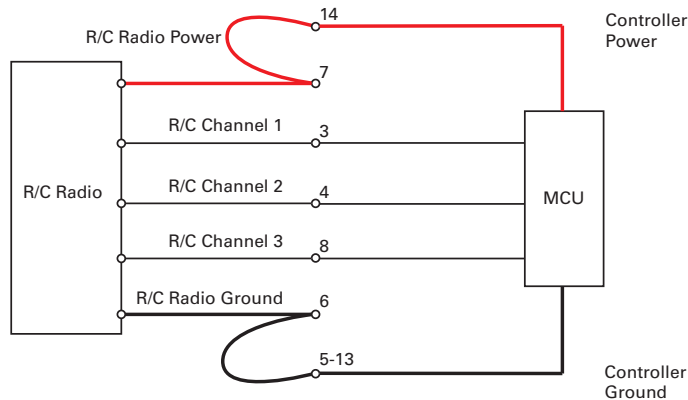 14
Controller
Power
R/C Radio Power
7
R/C Channel 1
3
R/C Radio
R/C Channel 2
4
MCU
R/C Channel 3
8
R/C Radio Ground
6
5-13
Controller
Ground